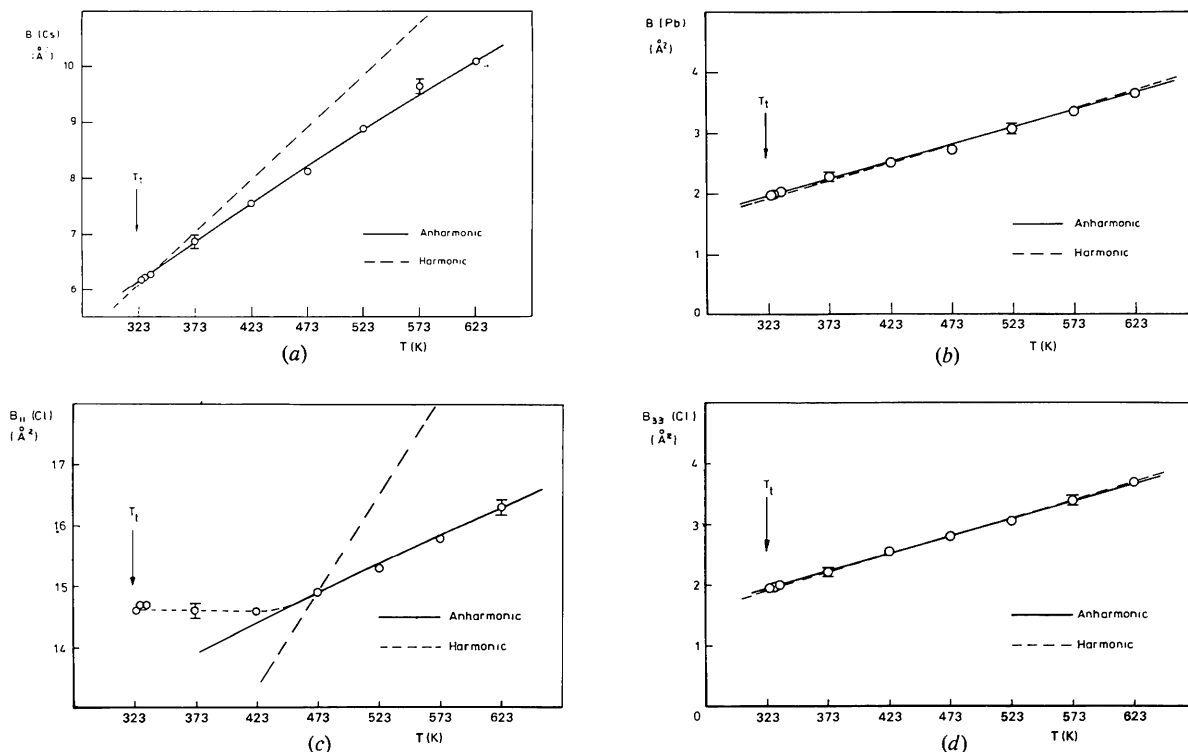 B (Cs)
(Å
10
9
8
7
6
T_t
Anharmonic
Harmonic
323 373 423 473 523 573 623
T (K)
(a)
B (Pb)
(Å²)
4
3
2
1
0
T_t
Anharmonic
Harmonic
323 373 423 473 523 573 623
T (K)
(b)
B₁₁ (Cl)
(Å²)
17
16
15
14
T_t
Anharmonic
Harmonic
323 373 423 473 523 573 623
T (K)
(c)
B₃₃ (Cl)
(Å²)
4
3
2
1
0
T_t
Anharmonic
Harmonic
323 373 423 473 523 573 623
T (K)
(d)